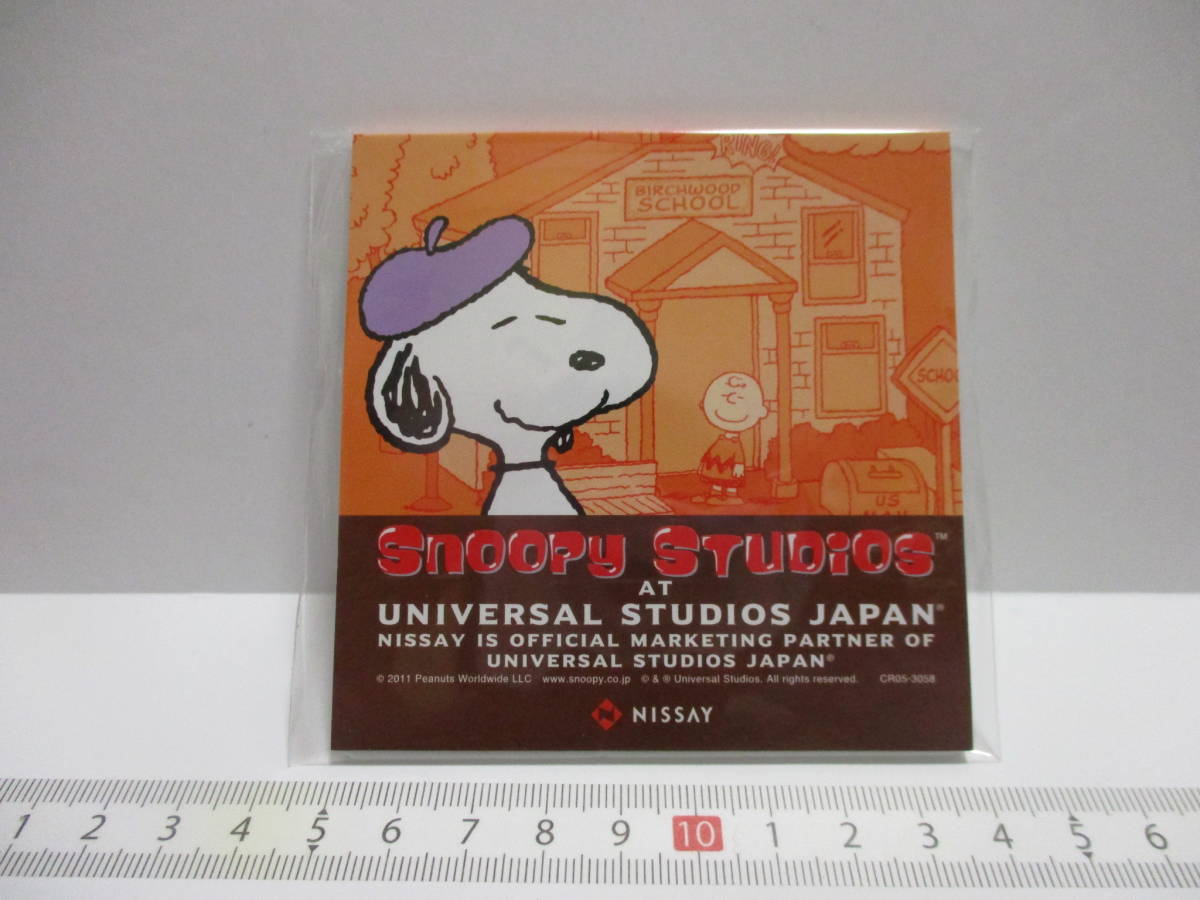 RING!
BIRCHWOOD
SCHOOL
SCHOO
US
MAIL
SNOOPY STUDIOS™
AT
UNIVERSAL STUDIOS JAPAN®
NISSAY IS OFFICIAL MARKETING PARTNER OF
UNIVERSAL STUDIOS JAPAN®
© 2011 Peanuts Worldwide LLC www.snoopy.co.jp © & ® Universal Studios. All rights reserved. CR05-3058
N NISSAY
1 2 3 4 5 6 7 8 9 10 1 2 3 4 5 6